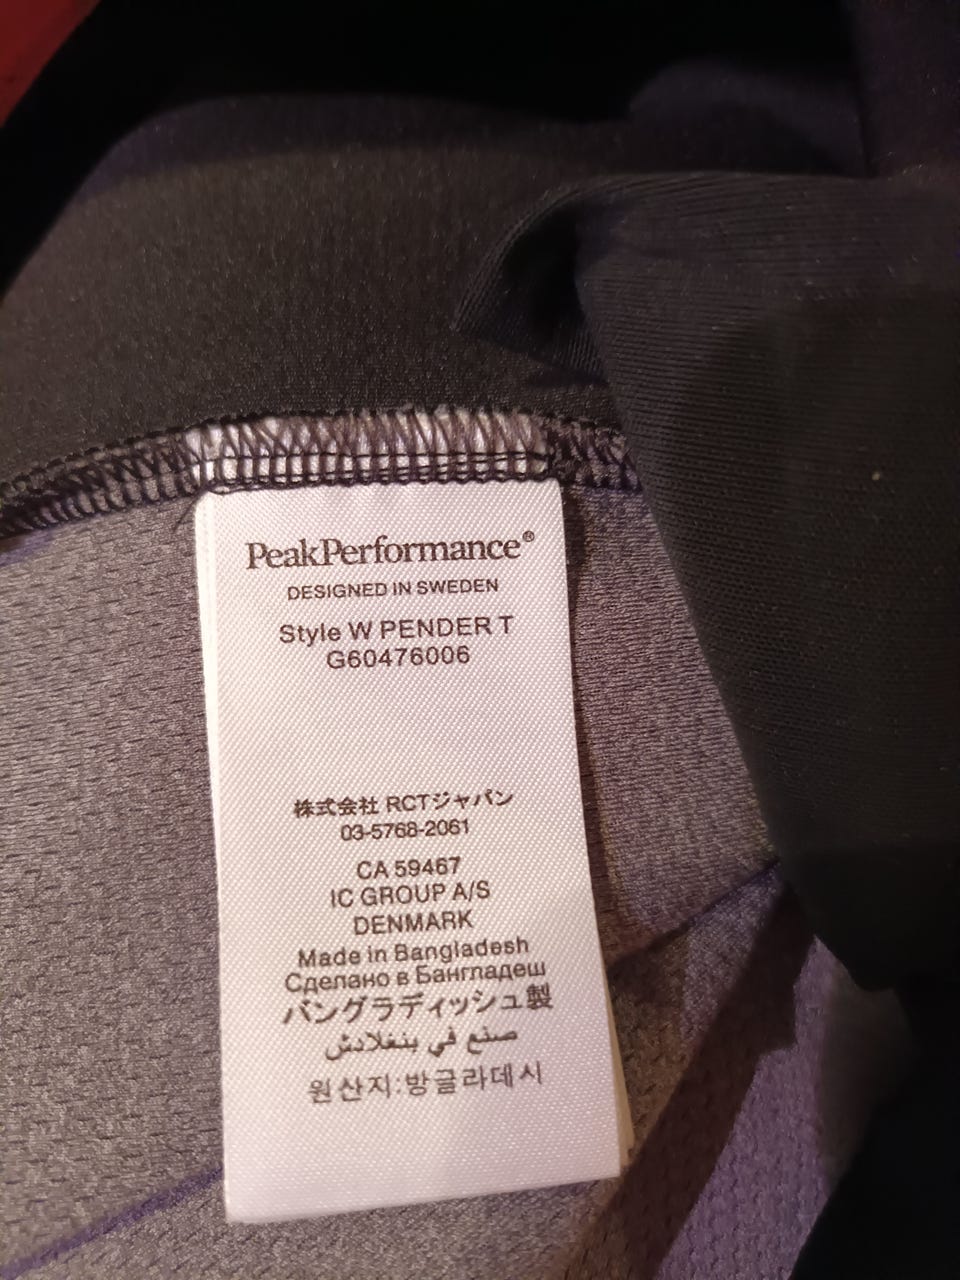 PeakPerformance®
DESIGNED IN SWEDEN
Style W PENDER T
G60476006
株式会社 RCTジャパン
03-5768-2061
CA 59467
IC GROUP A/S
DENMARK
Made in Bangladesh
Сделано в Бангладеш
バングラディッシュ製
صنع في بنغلادش
원산지:방글라데시